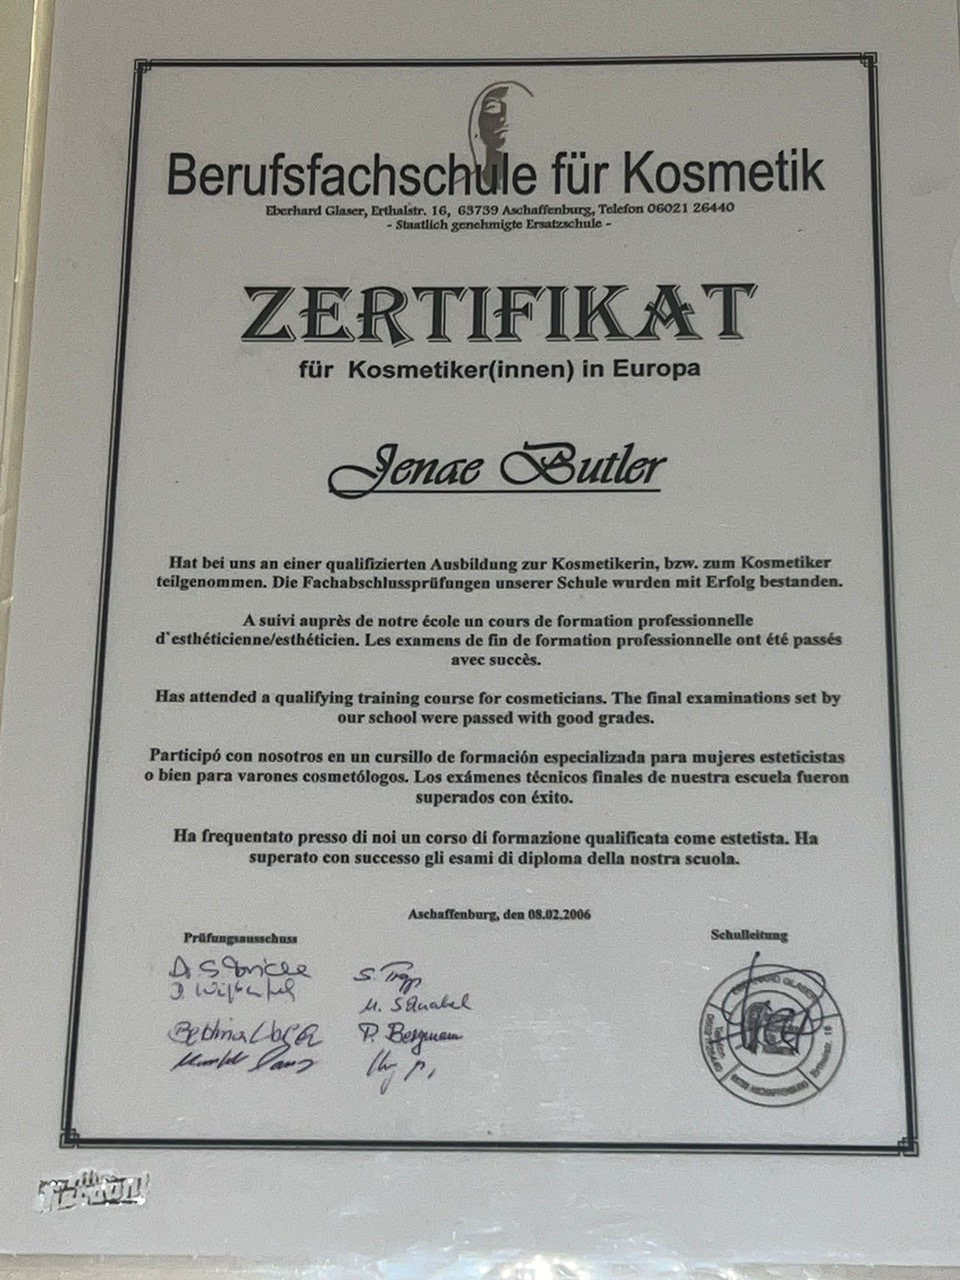 Berufsfachschule für Kosmetik
Eberhard Glaser, Erthalstr. 16, 63739 Aschaffenburg, Telefon 06021 26440
- Staatlich genehmigte Ersatzschule -
ZERTIFIKAT
für Kosmetiker(innen) in Europa
Jenae Butler
Hat bei uns an einer qualifizierten Ausbildung zur Kosmetikerin, bzw. zum Kosmetiker
teilgenommen. Die Fachabschlussprüfungen unserer Schule wurden mit Erfolg bestanden.
A suivi auprès de notre école un cours de formation professionnelle
d`esthéticienne/esthéticien. Les examens de fin de formation professionnelle ont été passés
avec succès.
Has attended a qualifying training course for cosmeticians. The final examinations set by
our school were passed with good grades.
Participó con nosotros en un cursillo de formación especializada para mujeres esteticistas
o bien para varones cosmetólogos. Los exámenes técnicos finales de nuestra escuela fueron
superados con éxito.
Ha frequentato presso di noi un corso di formazione qualificata come estetista. Ha
superato con successo gli esami di diploma della nostra scuola.
Aschaffenburg, den 08.02.2006
Prüfungsausschuss
Schulleitung
P. Bergmann
EBERHARD GLASER
Telefon
ASCHAFFENBURG